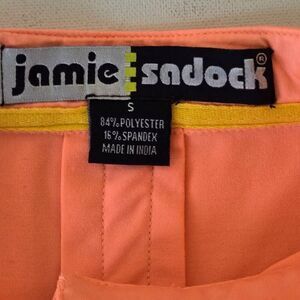 jamie sadock®
S
84% POLYESTER
16% SPANDEX
MADE IN INDIA